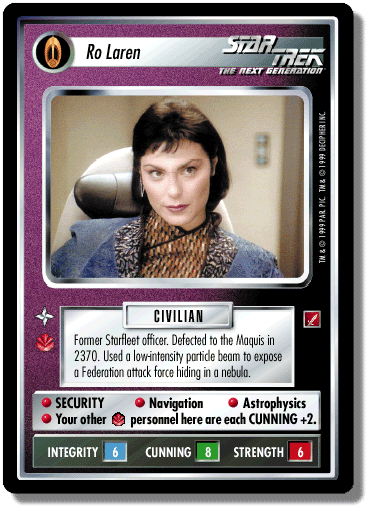 Ro Laren
STAR TREK
THE NEXT GENERATION
™ & © 1999 PAR. PIC. TM & © 1999 DECIPHER INC.
CIVILIAN
Former Starfleet officer. Defected to the Maquis in
2370. Used a low-intensity particle beam to expose
a Federation attack force hiding in a nebula.
SECURITY Navigation Astrophysics
Your other personnel here are each CUNNING +2.
INTEGRITY 6 CUNNING 8 STRENGTH 6